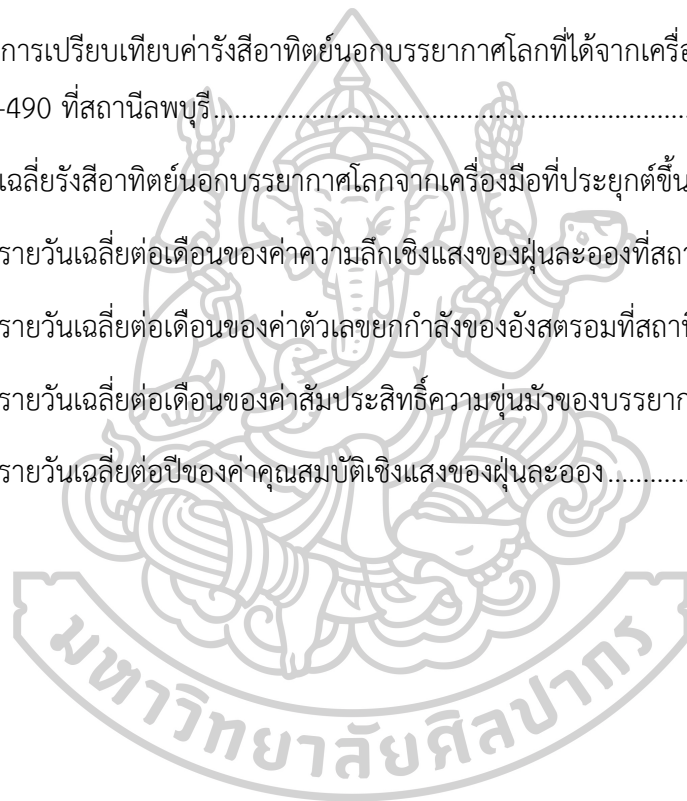 การเปรียบเทียบค่ารังสีอาทิตย์นอกบรรยากาศโลกที่ได้จากเครื่อ
-490 ที่สถานีลพบุรี
เฉลี่ยรังสีอาทิตย์นอกบรรยากาศโลกจากเครื่องมือที่ประยุกต์ขึ้น
รายวันเฉลี่ยต่อเดือนของค่าความลึกเชิงแสงของฝุ่นละอองที่สถา
รายวันเฉลี่ยต่อเดือนของค่าตัวเลขยกกำลังของอังสตรอมที่สถานี
รายวันเฉลี่ยต่อเดือนของค่าสัมประสิทธิ์ความขุ่นมัวของบรรยาก
รายวันเฉลี่ยต่อปีของค่าคุณสมบัติเชิงแสงของฝุ่นละออง
มหาวิทยาลัยศิลปากร